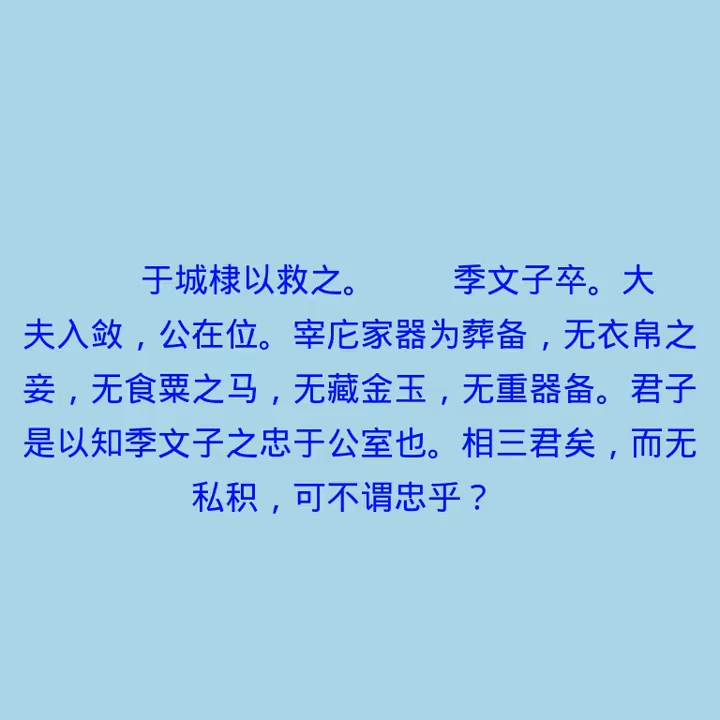 于城棣以救之。 季文子卒。大
夫入敛，公在位。宰庀家器为葬备，无衣帛之
妾，无食粟之马，无藏金玉，无重器备。君子
是以知季文子之忠于公室也。相三君矣，而无
私积，可不谓忠乎？